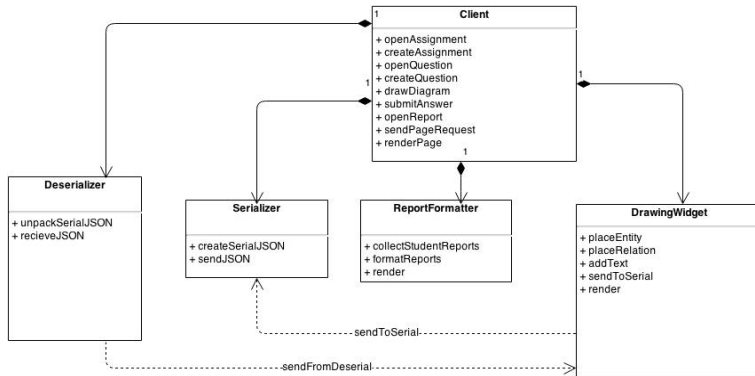 Client
1
+ openAssignment
+ createAssignment
+ openQuestion
+ createQuestion
+ drawDiagram
+ submitAnswer
+ openReport
+ sendPageRequest
+ renderPage
1
1
1
Deserializer
+ unpackSerialJSON
+ recieveJSON
Serializer
+ createSerialJSON
+ sendJSON
ReportFormatter
+ collectStudentReports
+ formatReports
+ render
DrawingWidget
+ placeEntity
+ placeRelation
+ addText
+ sendToSerial
+ render
sendToSerial
sendFromDeserial